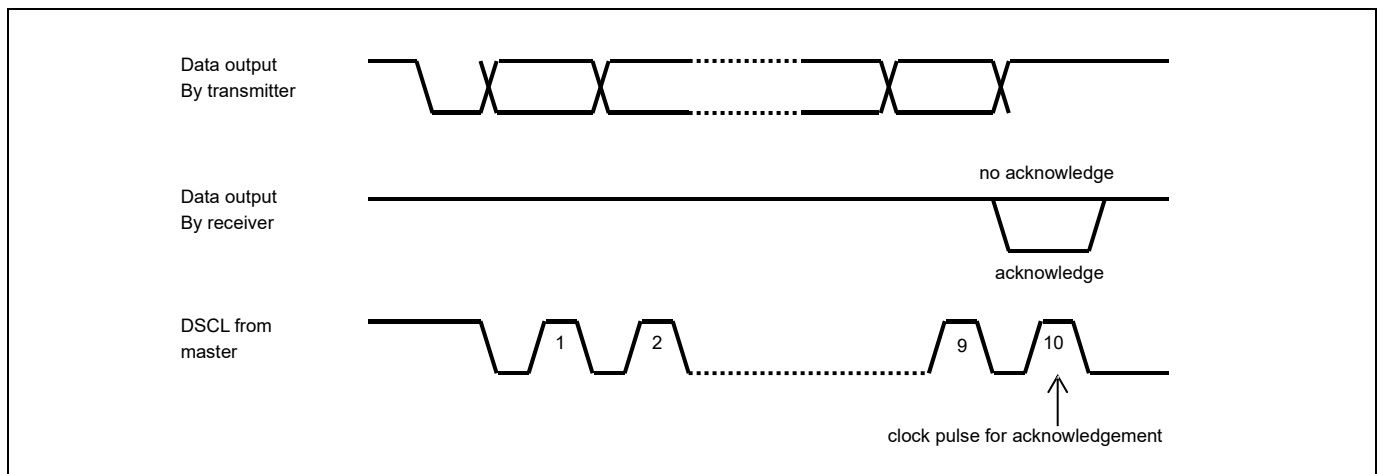 Data output
By transmitter
no acknowledge
Data output
By receiver
acknowledge
DSCL from
master
1
2
9
10
clock pulse for acknowledgement